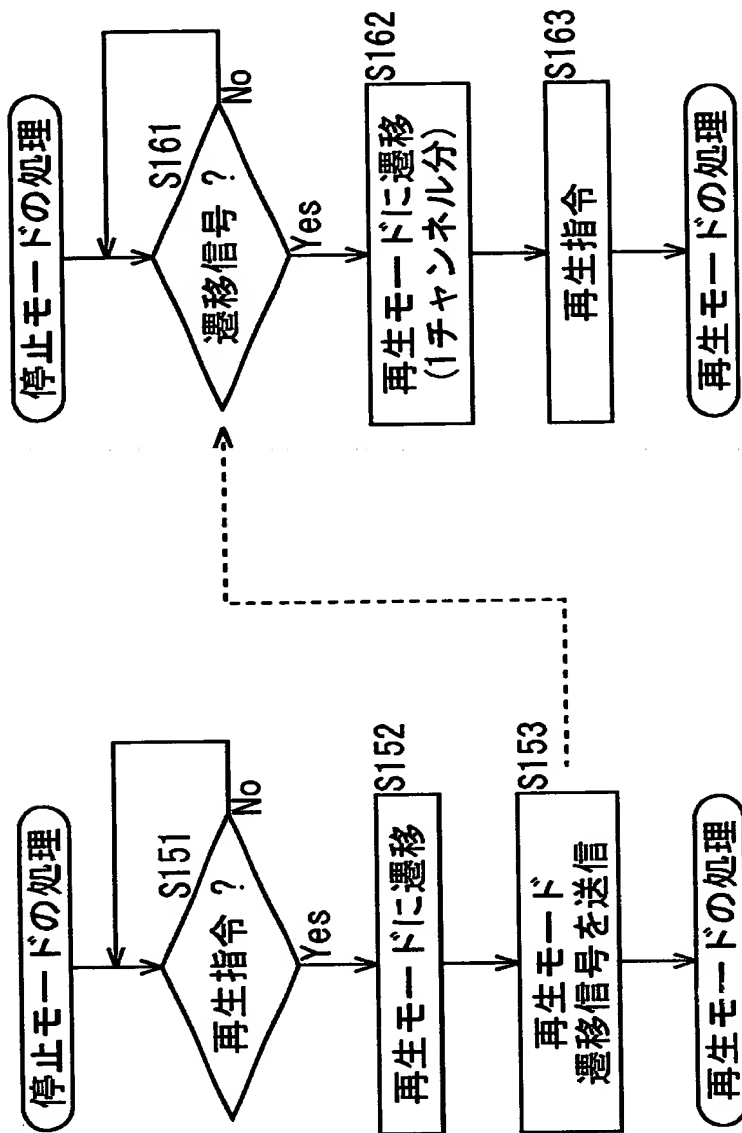 停止モードの処理
S151
再生指令 ?
No
Yes
S152
再生モードに遷移
S153
再生モード
遷移信号を送信
再生モードの処理
停止モードの処理
S161
遷移信号 ?
No
Yes
S162
再生モードに遷移
(1チャンネル分)
S163
再生指令
再生モードの処理